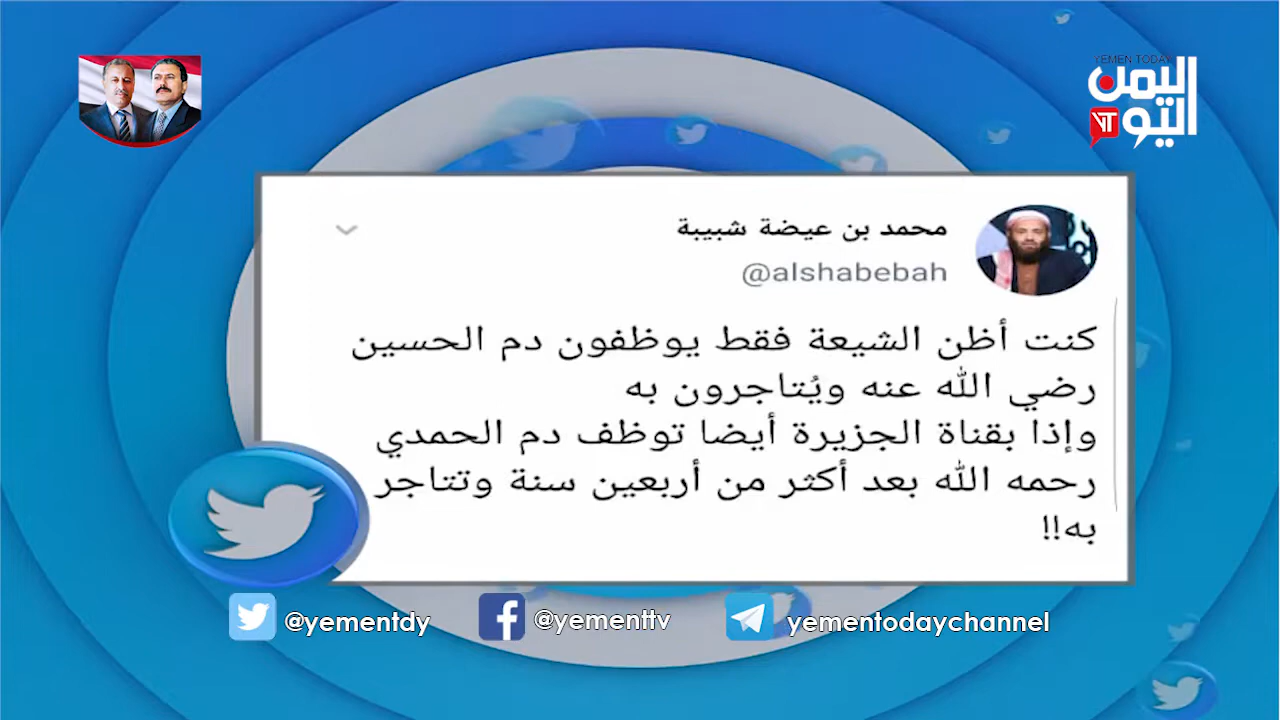 YEMEN TODAY
اليمن
اليوم
محمد بن عيضة شبيبة
@alshabebah
كنت أظن الشيعة فقط يوظفون دم الحسين
رضي الله عنه ويُتاجرون به
وإذا بقناة الجزيرة أيضا توظف دم الحمدي
رحمه الله بعد أكثر من أربعين سنة وتتاجر
به!!
@yementdy
@yementtv
yementodaychannel